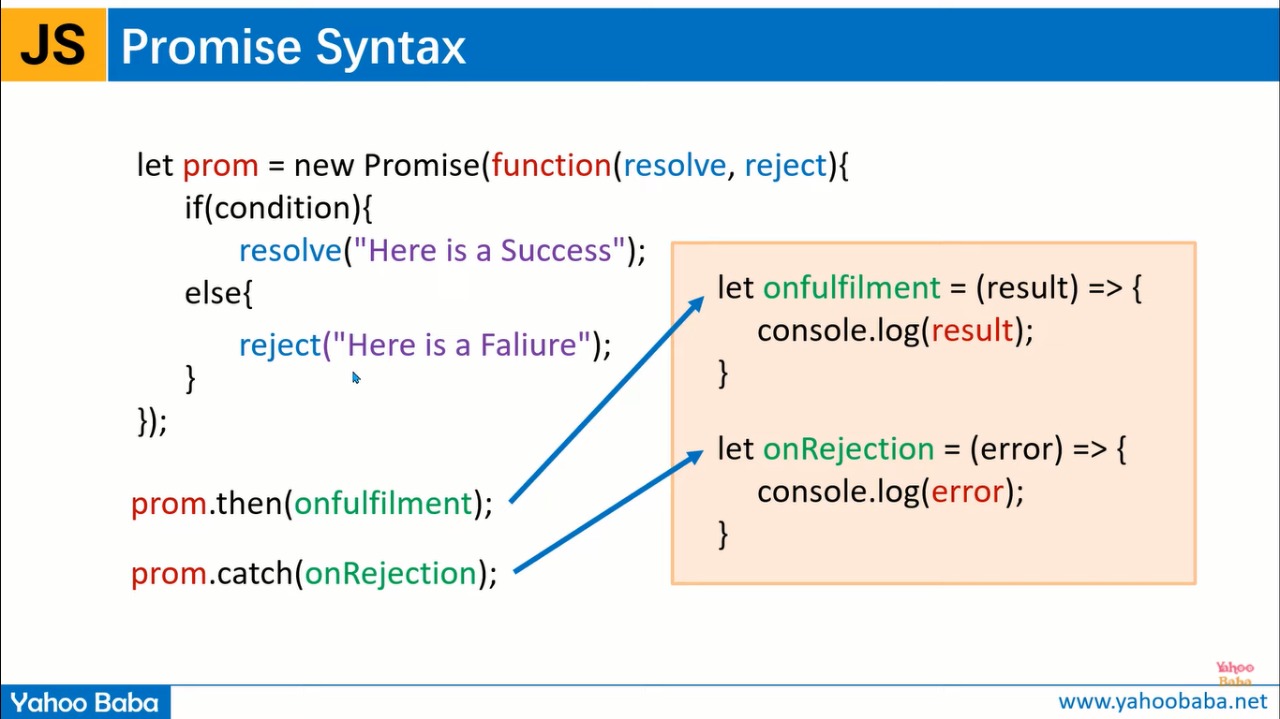 JS
Promise Syntax
let prom = new Promise(function(resolve, reject){
if(condition){
resolve("Here is a Success");
else{
reject("Here is a Faliure");
}
});
prom.then(onfulfilment);
prom.catch(onRejection);
let onfulfilment = (result) => {
console.log(result);
}
let onRejection = (error) => {
console.log(error);
}
Yahoo
Baba
Yahoo Baba
www.yahoobaba.net